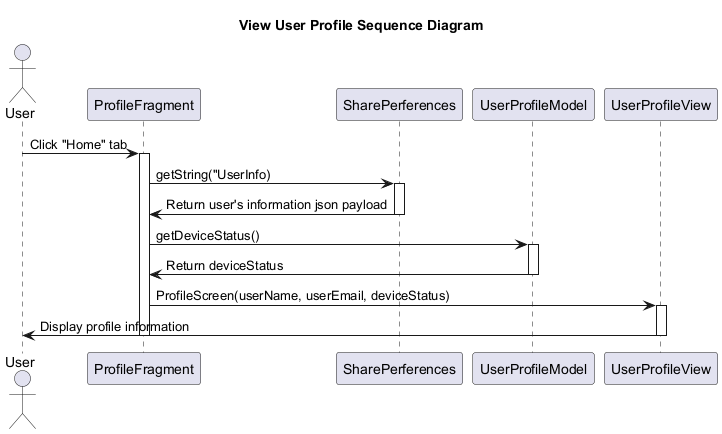 View User Profile Sequence Diagram
User
ProfileFragment
SharePerferences
UserProfileModel
UserProfileView
Click "Home" tab
getString("UserInfo)
Return user's information json payload
getDeviceStatus()
Return deviceStatus
ProfileScreen(userName, userEmail, deviceStatus)
Display profile information
User
ProfileFragment
SharePerferences
UserProfileModel
UserProfileView